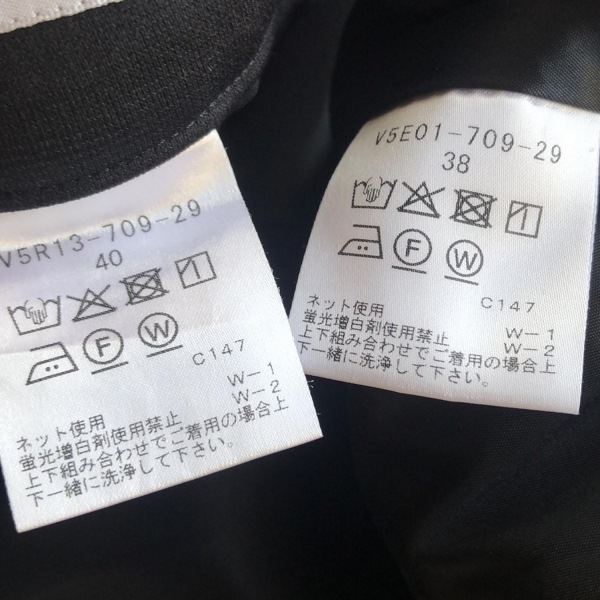 V5R13-709-29
40
F W
C147
W-1
W-2
ネット使用
蛍光増白剤使用禁止
上下組み合わせでご着用の場合上
下一緒に洗浄して下さい。
V5E01-709-29
38
F W
C147
ネット使用 W-1
蛍光増白剤使用禁止 W-2
上下組み合わせでご着用の場合上
下一緒に洗浄して下さい。